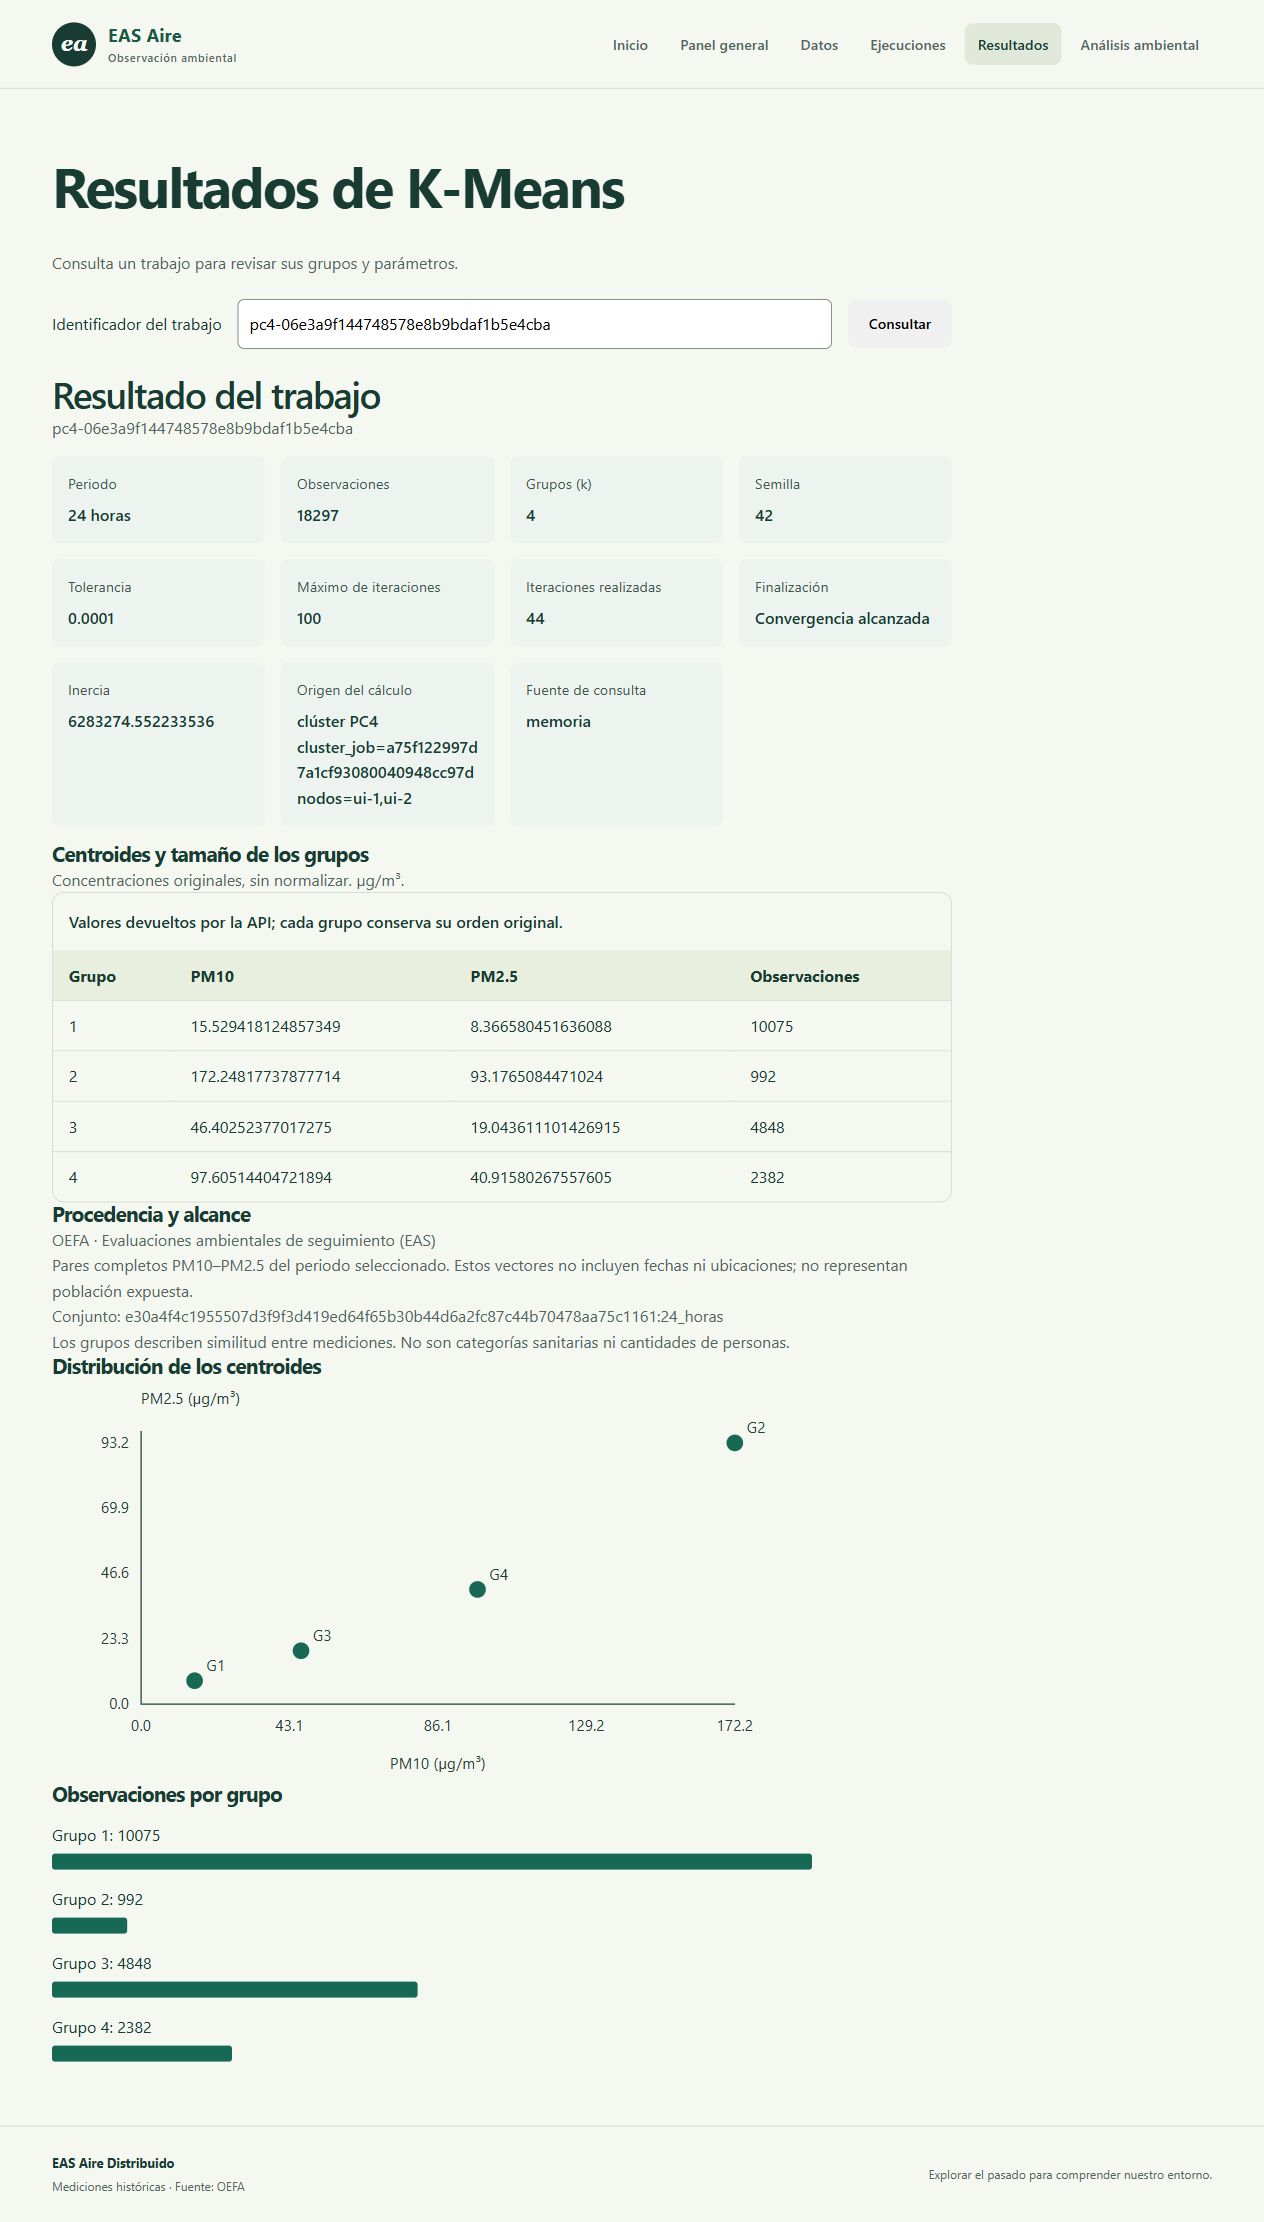 ea
EAS Aire
Observación ambiental
Inicio
Panel general
Datos
Ejecuciones
Resultados
Análisis ambiental
Resultados de K-Means
Consulta un trabajo para revisar sus grupos y parámetros.
Identificador del trabajo
pc4-06e3a9f144748578e8b9bdaf1b5e4cba
Consultar
Resultado del trabajo
pc4-06e3a9f144748578e8b9bdaf1b5e4cba
Periodo
24 horas
Observaciones
18297
Grupos (k)
4
Semilla
42
Tolerancia
0.0001
Máximo de iteraciones
100
Iteraciones realizadas
44
Finalización
Convergencia alcanzada
Inercia
6283274.552233536
Origen del cálculo
clúster PC4
cluster_job=a75f122997d
7a1cf93080040948cc97d
nodos=ui-1,ui-2
Fuente de consulta
memoria
Centroides y tamaño de los grupos
Concentraciones originales, sin normalizar. µg/m³.
Valores devueltos por la API; cada grupo conserva su orden original.
Grupo PM10 PM2.5 Observaciones
1 15.529418124857349 8.366580451636088 10075
2 172.24817737877714 93.1765084471024 992
3 46.40252377017275 19.043611101426915 4848
4 97.60514404721894 40.91580267557605 2382
Procedencia y alcance
OEFA · Evaluaciones ambientales de seguimiento (EAS)
Pares completos PM10–PM2.5 del periodo seleccionado. Estos vectores no incluyen fechas ni ubicaciones; no representan
población expuesta.
Conjunto: e30a4f4c1955507d3f9f3d419ed64f65b30b44d6a2fc87c44b70478aa75c1161:24_horas
Los grupos describen similitud entre mediciones. No son categorías sanitarias ni cantidades de personas.
Distribución de los centroides
PM2.5 (µg/m³)
G2
93.2
69.9
G4
46.6
G3
23.3
G1
0.0
0.0 43.1 86.1 129.2 172.2
PM10 (µg/m³)
Observaciones por grupo
Grupo 1: 10075
Grupo 2: 992
Grupo 3: 4848
Grupo 4: 2382
EAS Aire Distribuido
Mediciones históricas · Fuente: OEFA
Explorar el pasado para comprender nuestro entorno.